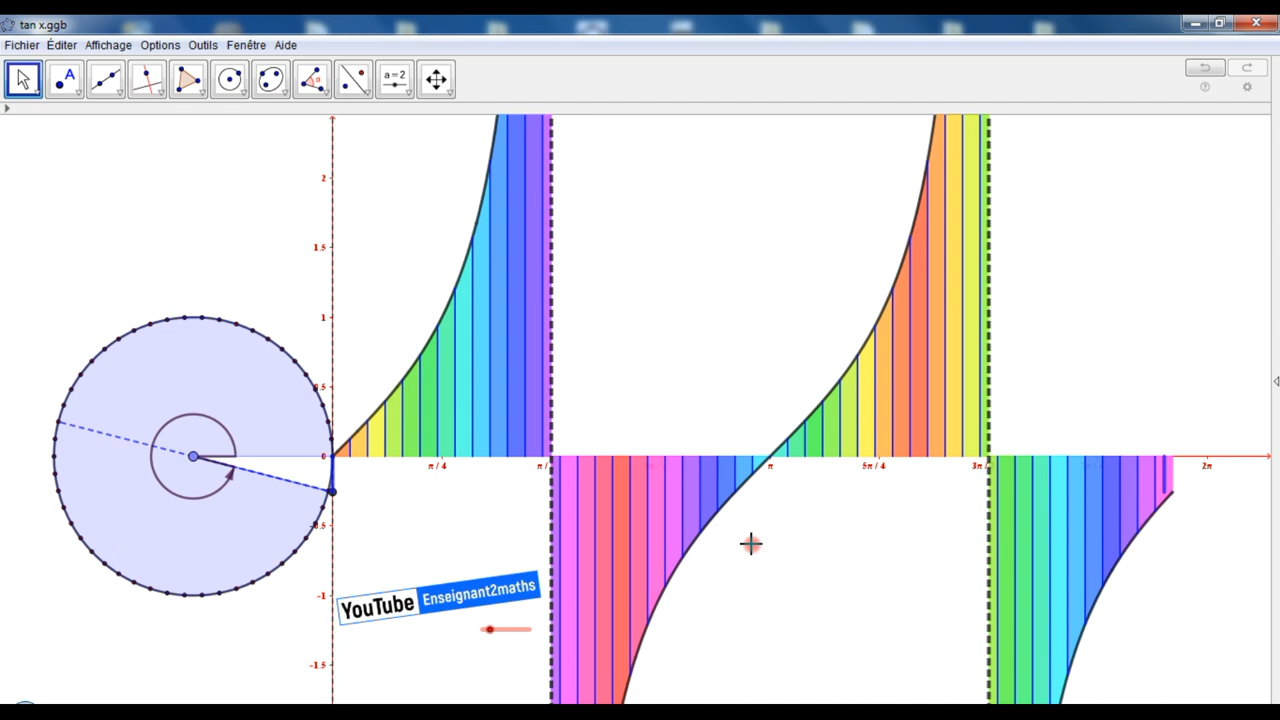 tan x.ggb
Fichier Éditer Affichage Options Outils Fenêtre Aide
A
α
a = 2
2
1.5
1
0.5
0
π / 4
π /
π
5π / 4
3π /
2π
-0.5
-1
-1.5
YouTube Enseignant2maths